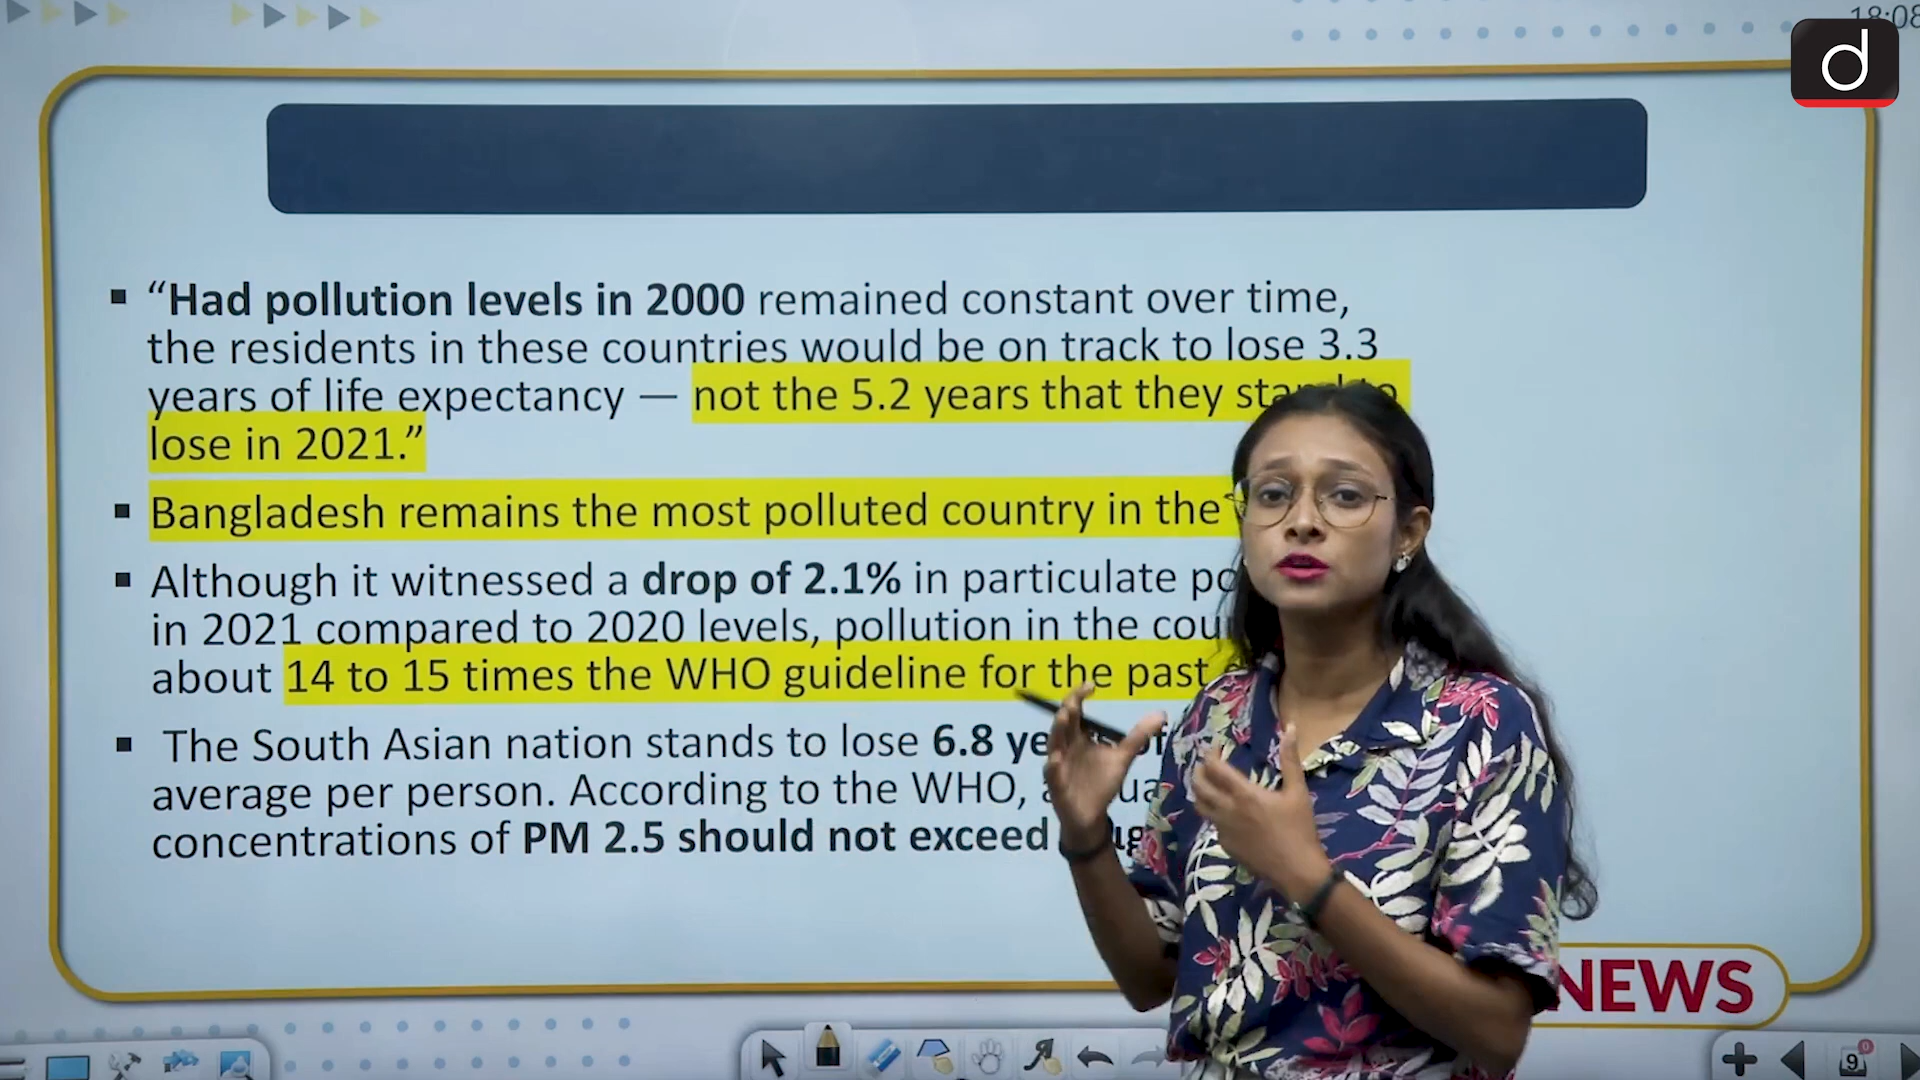 18:08
d
“Had pollution levels in 2000 remained constant over time,
the residents in these countries would be on track to lose 3.3
years of life expectancy — not the 5.2 years that they stand to
lose in 2021.”
Bangladesh remains the most polluted country in the
Although it witnessed a drop of 2.1% in particulate
in 2021 compared to 2020 levels, pollution in the
about 14 to 15 times the WHO guideline for the past
The South Asian nation stands to lose 6.8 years of
average per person. According to the WHO,
concentrations of PM 2.5 should not exceed
NEWS
9
0